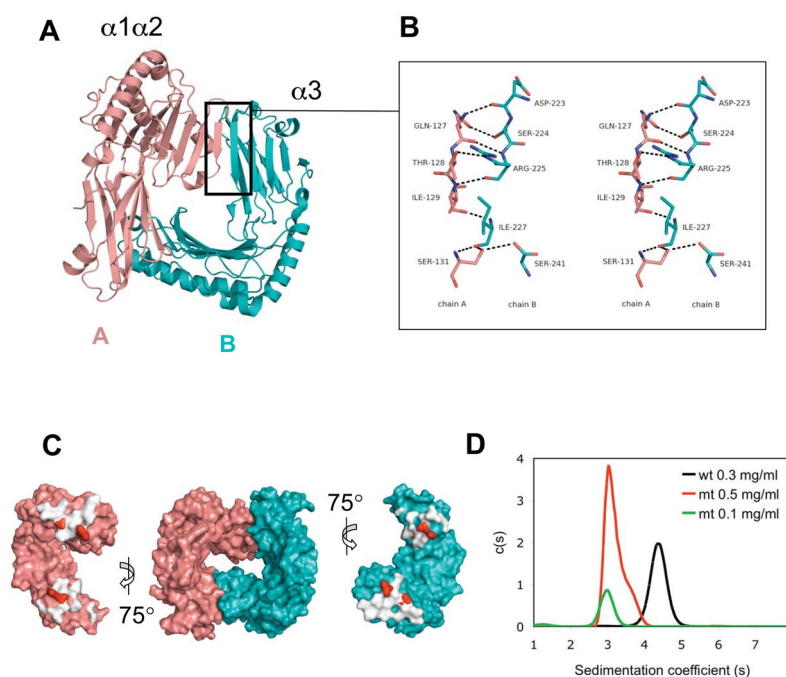 A
α1α2
α3
A
B
B
ASP-223
GLN-127
SER-224
THR-128
ARG-225
ILE-129
ILE-227
SER-131
SER-241
chain A
chain B
ASP-223
GLN-127
SER-224
THR-128
ARG-225
ILE-129
ILE-227
SER-131
SER-241
chain A
chain B
C
75°
75°
D
c(s)
4
3
2
1
0
wt 0.3 mg/ml
mt 0.5 mg/ml
mt 0.1 mg/ml
1 2 3 4 5 6 7
Sedimentation coefficient (s)